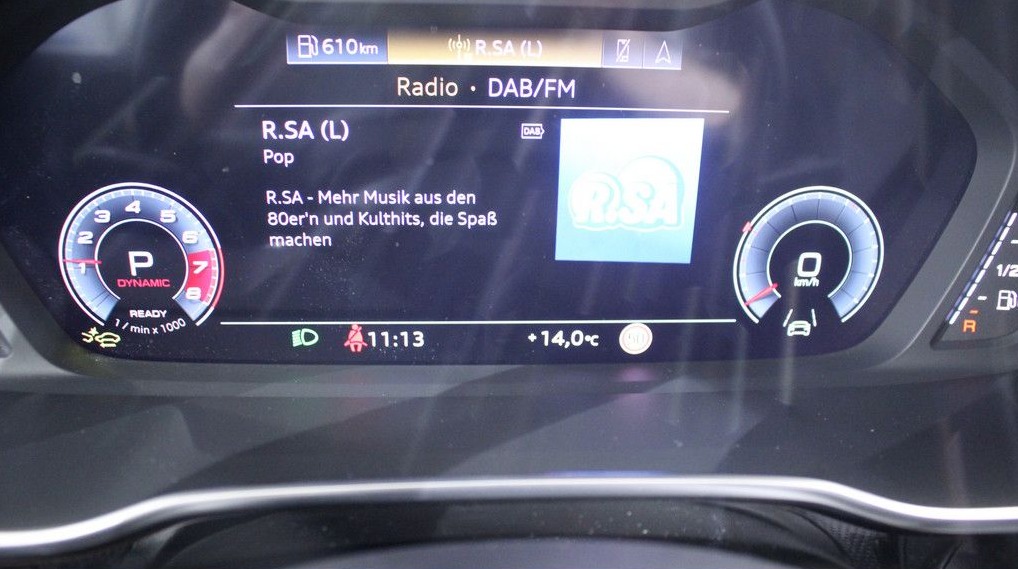 610km
R.SA (L)
Radio • DAB/FM
R.SA (L)
DAB
Pop
R.SA - Mehr Musik aus den
80er'n und Kulthits, die Spaß
machen
R.SA
1 2 3 4 5 6 7 8
P
DYNAMIC
READY
1 / min x 1000
0
km/h
11:13
+14,0°C
1/2
R